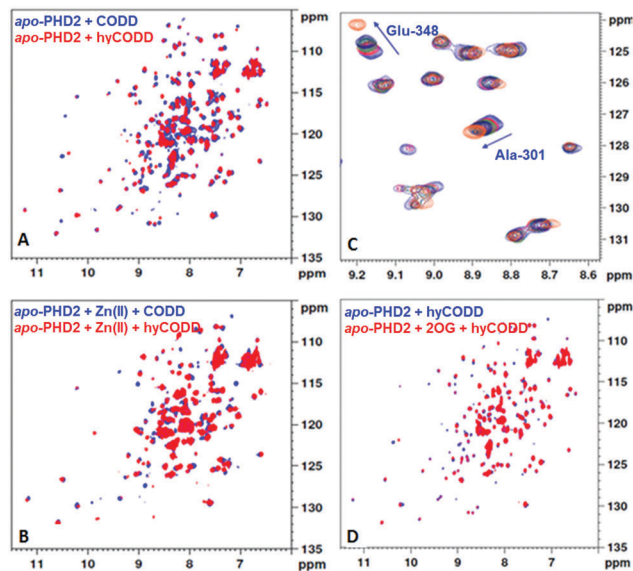 apo-PHD2 + CODD
apo-PHD2 + hyCODD
110
115
120
125
130
135
ppm
A
11 10 9 8 7 ppm
ppm
Glu-348
Ala-301
125
126
127
128
129
130
131
C
9.2 9.1 9.0 8.9 8.8 8.7 8.6 ppm
apo-PHD2 + Zn(II) + CODD
apo-PHD2 + Zn(II) + hyCODD
ppm
110
115
120
125
130
135
B
11 10 9 8 7 ppm
apo-PHD2 + hyCODD
apo-PHD2 + 2OG + hyCODD
ppm
110
115
120
125
130
135
D
11 10 9 8 7 ppm